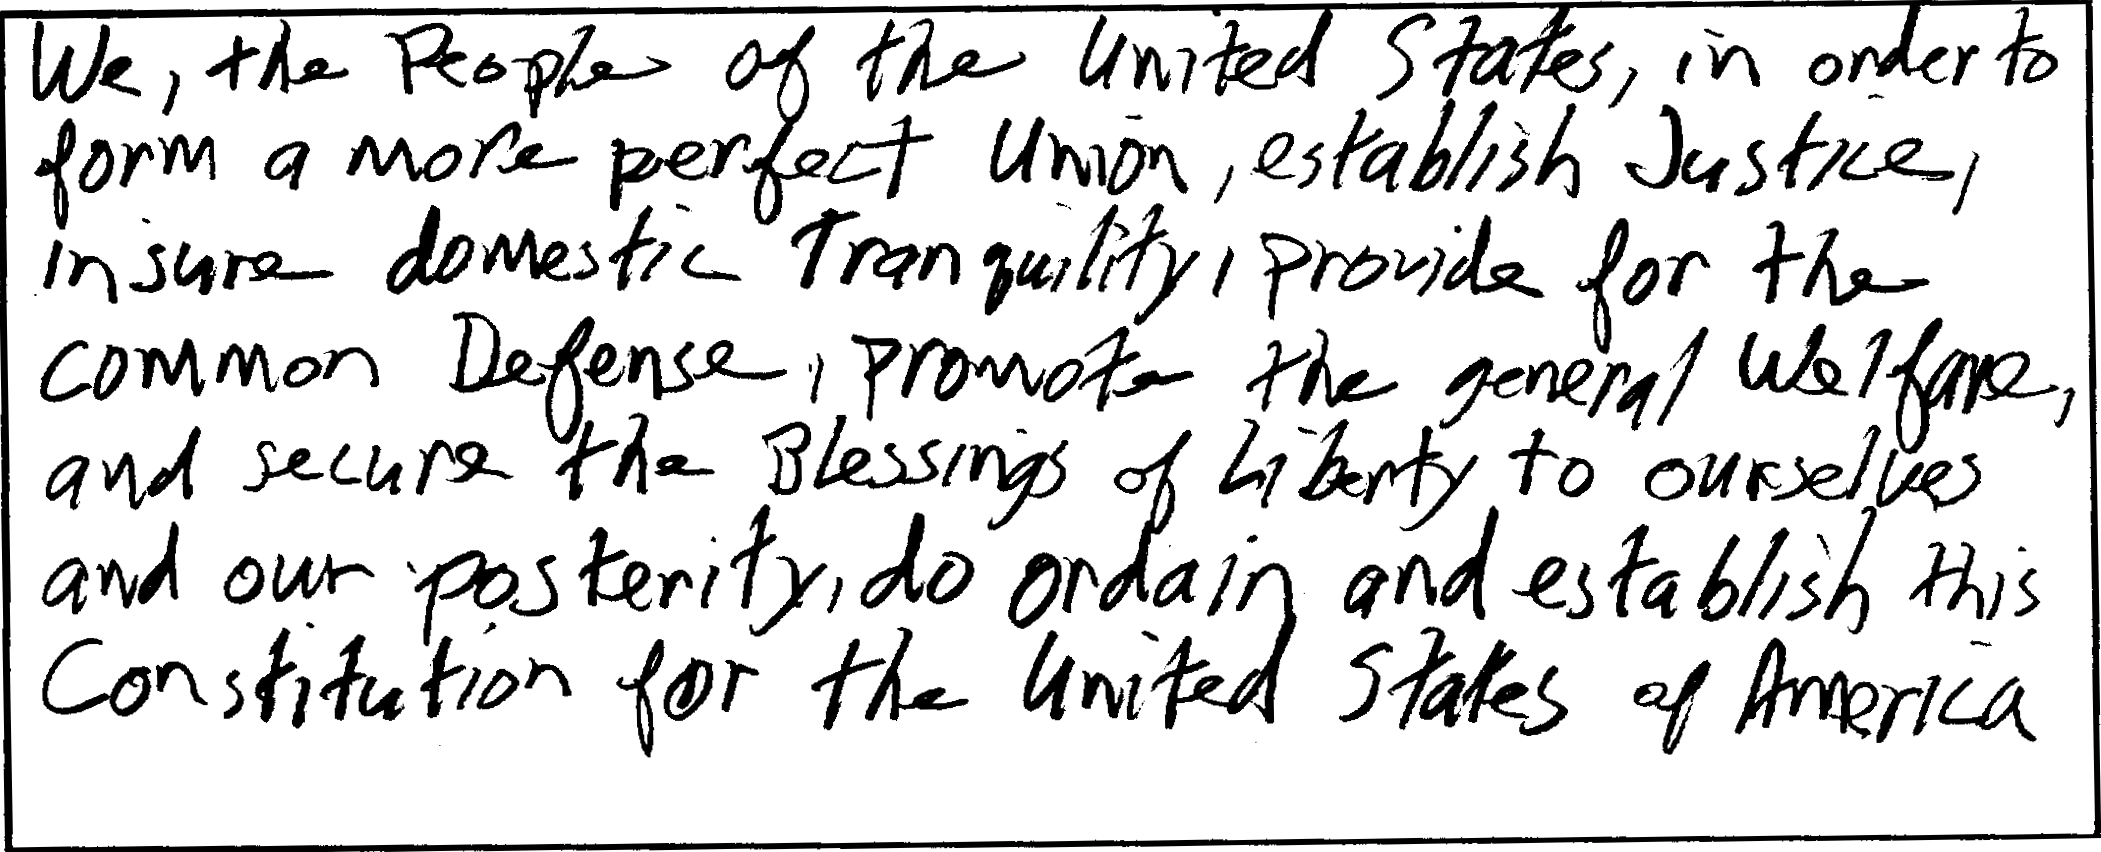 We, the People of the United States, in order to
form a more perfect Union, establish Justice,
insure domestic Tranquility, provide for the
common Defense, promote the general Welfare,
and secure the Blessings of Liberty to ourselves
and our posterity, do ordain and establish this
Constitution for the United States of America